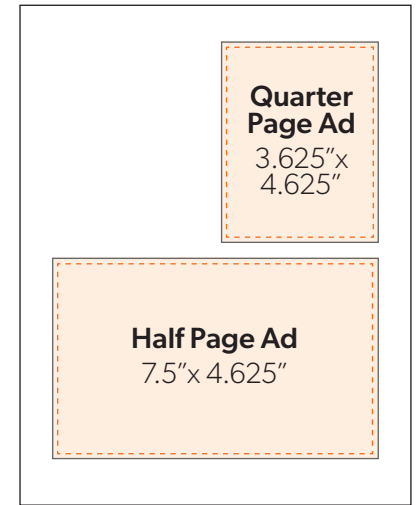 Quarter
Page Ad
3.625”x
4.625”
Half Page Ad
7.5”x 4.625”